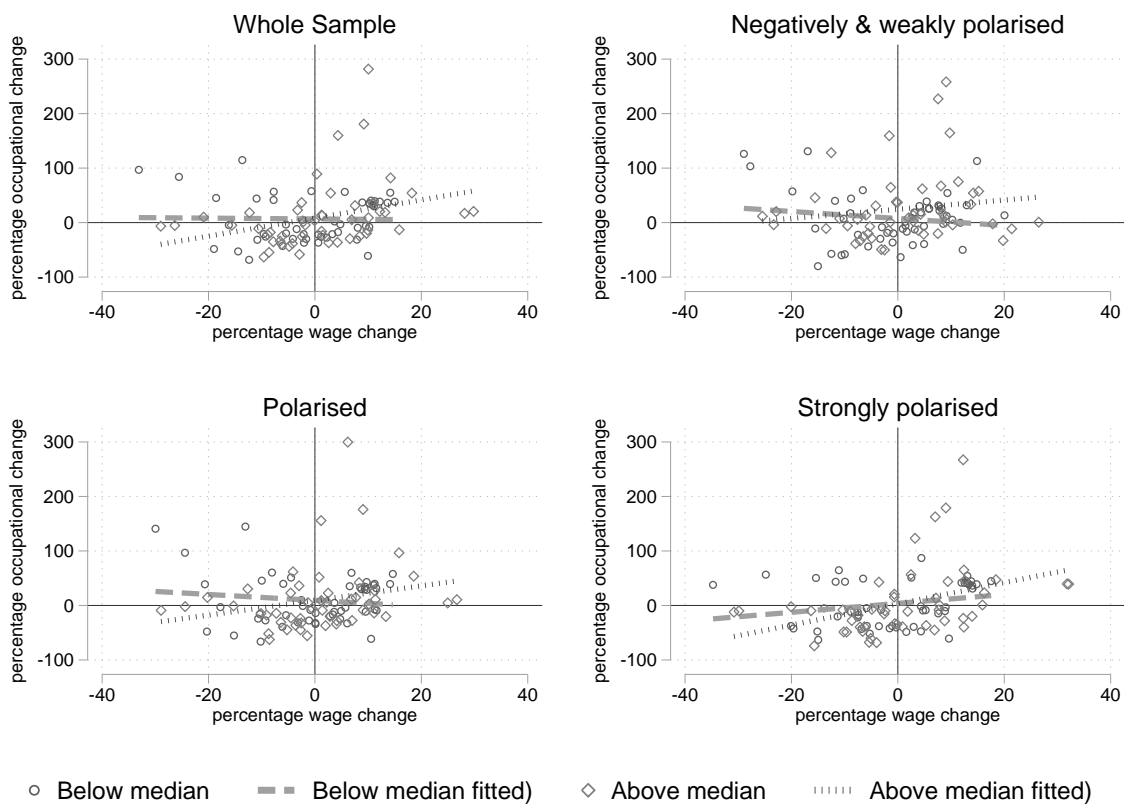 Whole Sample
percentage occupational change
300
200
100
0
-100
-40 -20 0 20 40
percentage wage change
Negatively & weakly polarised
percentage occupational change
300
200
100
0
-100
-40 -20 0 20 40
percentage wage change
Polarised
percentage occupational change
300
200
100
0
-100
-40 -20 0 20 40
percentage wage change
Strongly polarised
percentage occupational change
300
200
100
0
-100
-40 -20 0 20 40
percentage wage change
Below median Below median fitted) Above median Above median fitted)